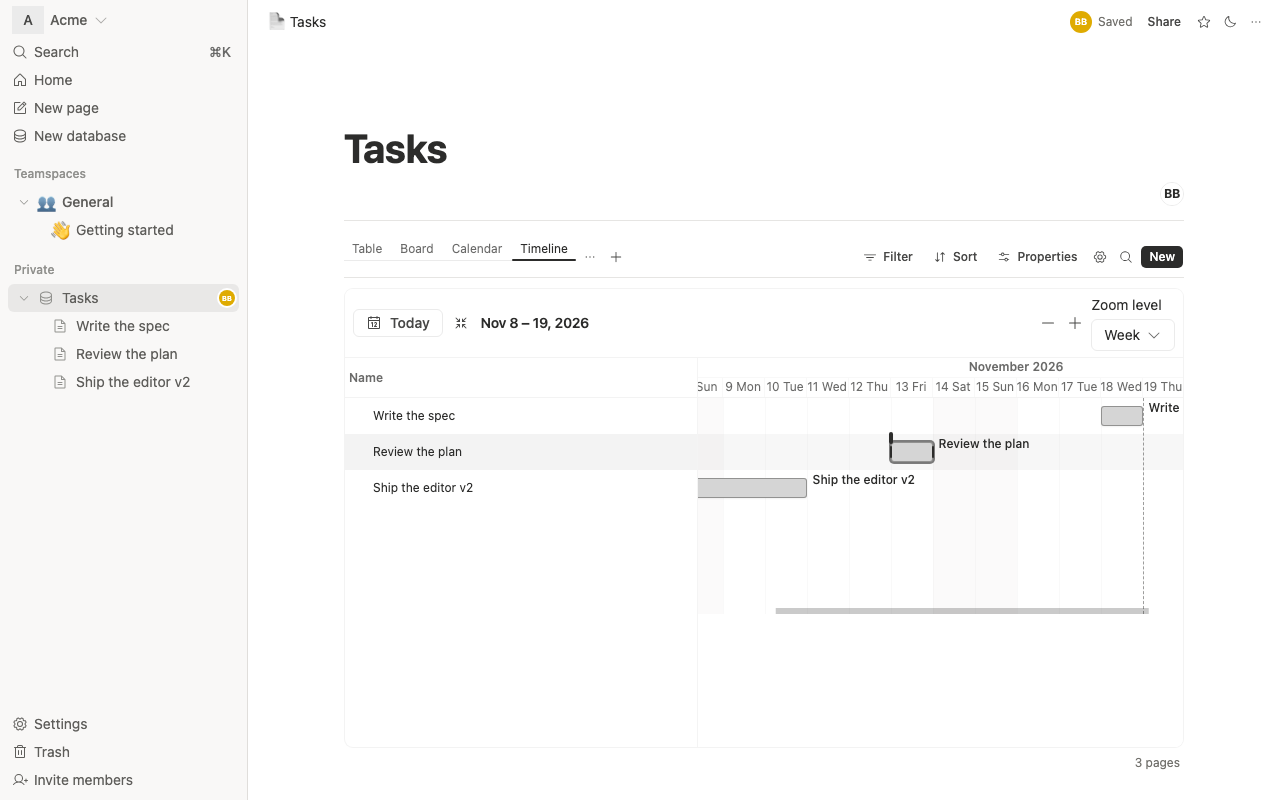 A Acme
Search ⌘K
Home
New page
New database
Teamspaces
General
Getting started
Private
Tasks BB
Write the spec
Review the plan
Ship the editor v2
Settings
Trash
Invite members
Tasks
BB Saved Share
Tasks
BB
Table Board Calendar Timeline
Filter Sort Properties New
12 Today Nov 8 – 19, 2026
Zoom level
Week
Name
November 2026
Sun 9 Mon 10 Tue 11 Wed 12 Thu 13 Fri 14 Sat 15 Sun 16 Mon 17 Tue 18 Wed 19 Thu
Write the spec Write
Review the plan Review the plan
Ship the editor v2 Ship the editor v2
3 pages